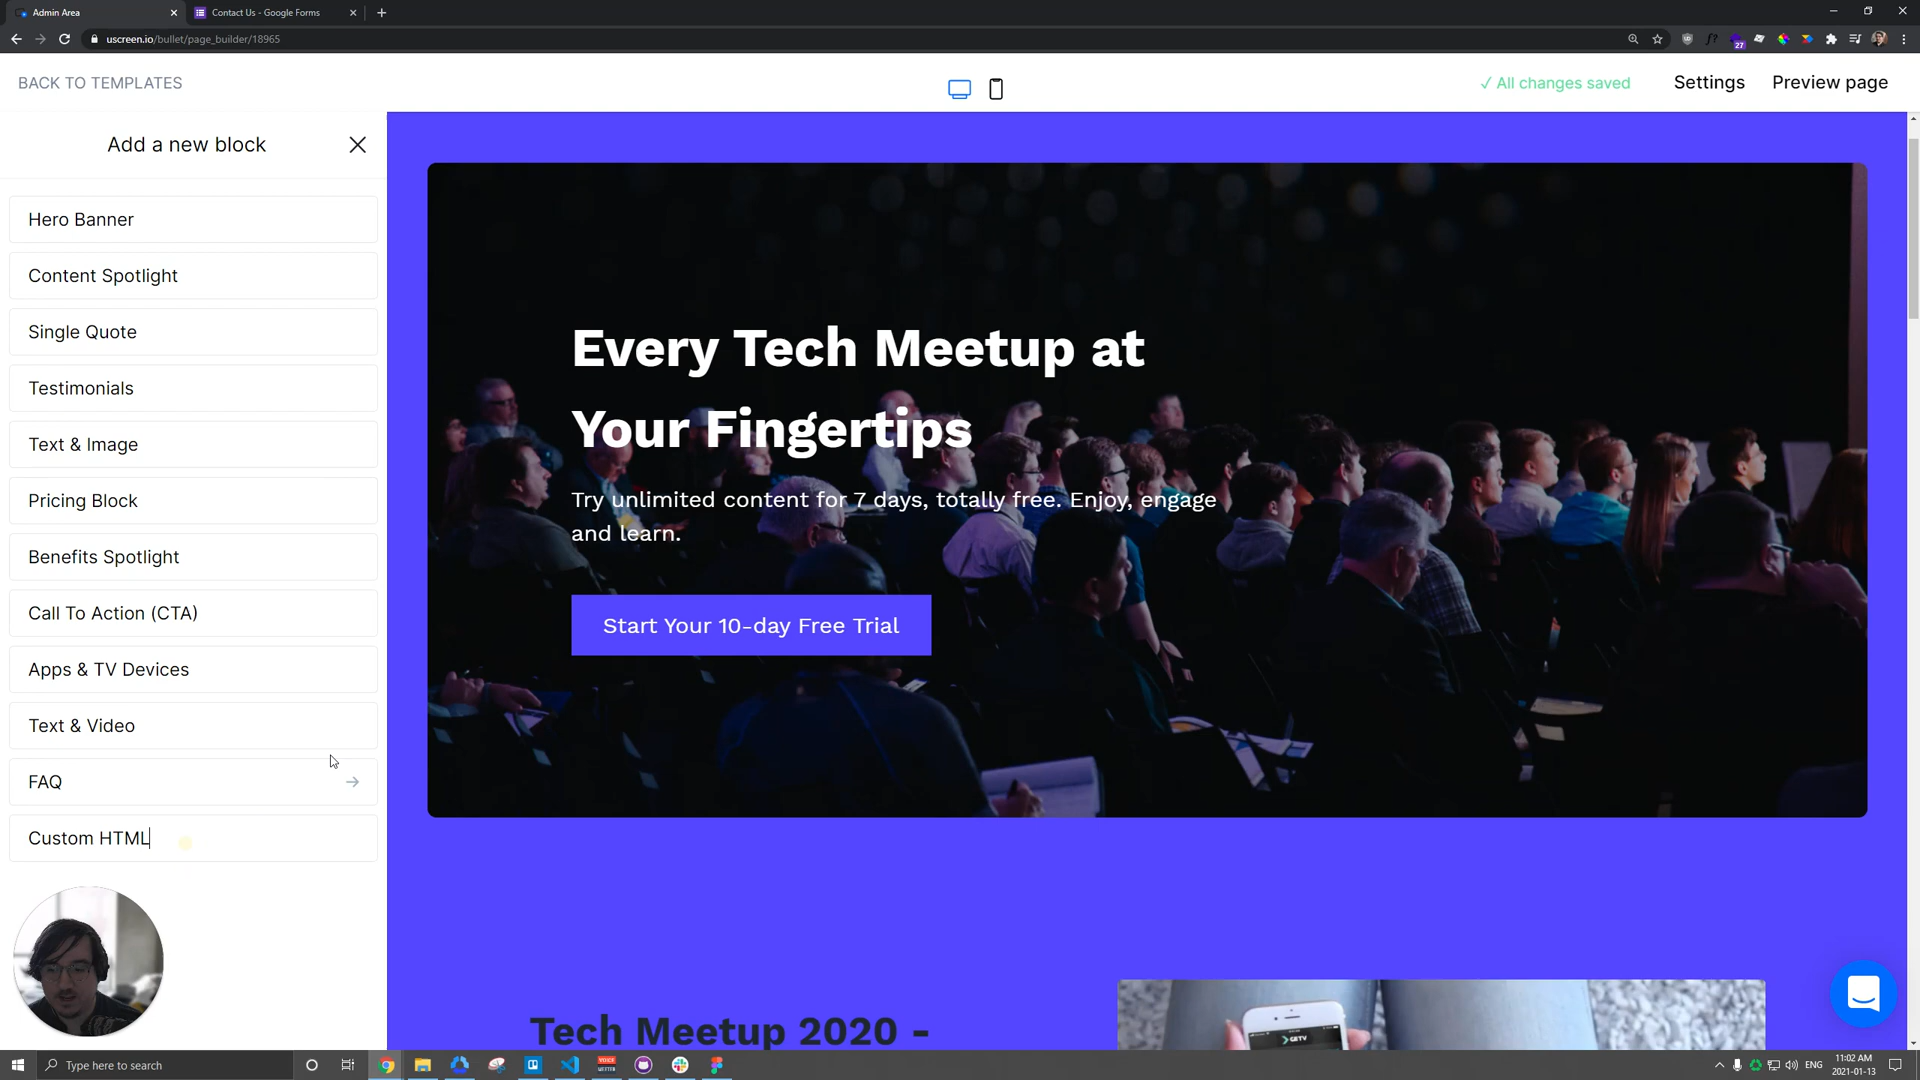 Admin Area
Contact Us - Google Forms
uscreen.io/bullet/page_builder/18965
27
BACK TO TEMPLATES
✓ All changes saved
Settings
Preview page
Add a new block
Hero Banner
Content Spotlight
Single Quote
Testimonials
Text & Image
Pricing Block
Benefits Spotlight
Call To Action (CTA)
Apps & TV Devices
Text & Video
FAQ
Custom HTML
Every Tech Meetup at
Your Fingertips
Try unlimited content for 7 days, totally free. Enjoy, engage
and learn.
Start Your 10-day Free Trial
Tech Meetup 2020 -
GETV
Type here to search
ENG
11:02 AM
2021-01-13